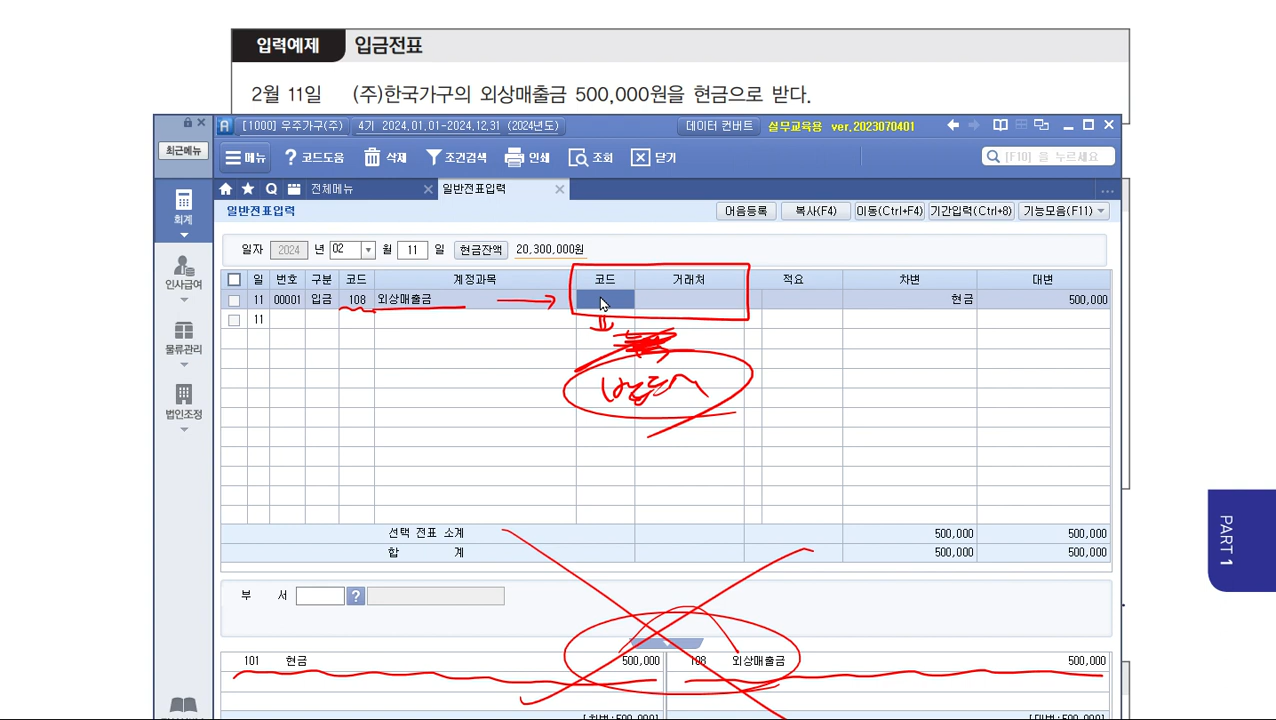 입력예제 입금전표
2월 11일 (주)한국가구의 외상매출금 500,000원을 현금으로 받다.
A [1000] 우주가구(주) 4기 2024.01.01-2024.12.31 (2024년도) 데이터 컨버트 실무교육용 ver.2023070401
최근메뉴
메뉴 ? 코드도움 삭제 조건검색 인쇄 조회 닫기 [F10] 을 누르세요
Q 전체메뉴 일반전표입력
일반전표입력 어음등록 복사(F4) 이동(Ctrl+F4) 기간입력(Ctrl+8) 기능모음(F11)
회계
인사급여
물류관리
법인조정
일자 2024 년 02 월 11 일 현금잔액 20,300,000원
일 번호 구분 코드 계정과목 코드 거래처 적요 차변 대변
11 00001 입금 108 외상매출금 현금 500,000
11
선택 전표 소계 500,000 500,000
합 계 500,000 500,000
부 서 ?
101 현금 500,000 108 외상매출금 500,000
PART 1